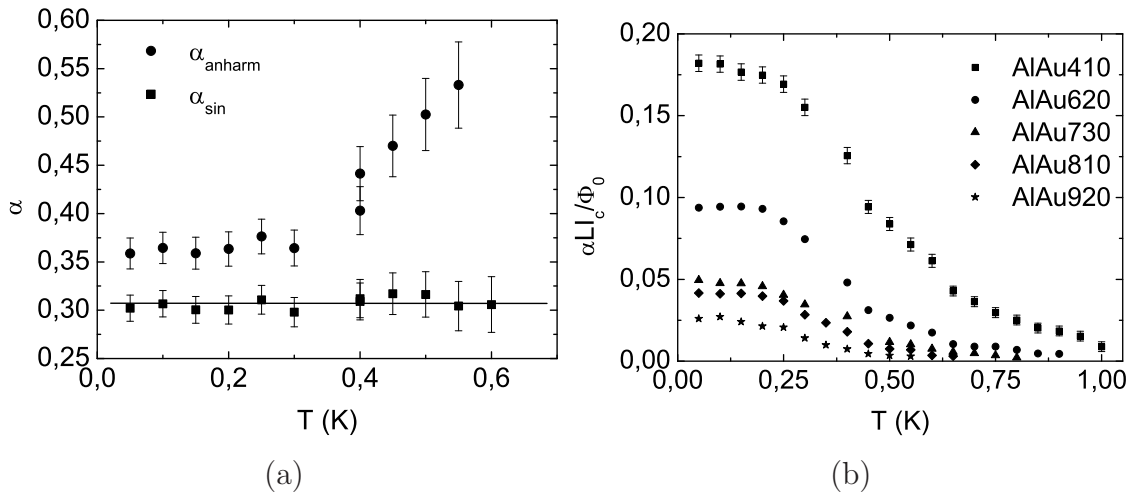 0,60
0,55
0,50
0,45
0,40
0,35
0,30
0,25
α
α_anharm
α_sin
0,0 0,2 0,4 0,6
T (K)
(a)
0,20
0,15
0,10
0,05
0,00
αLI_c/Φ_0
AlAu410
AlAu620
AlAu730
AlAu810
AlAu920
0,00 0,25 0,50 0,75 1,00
T (K)
(b)